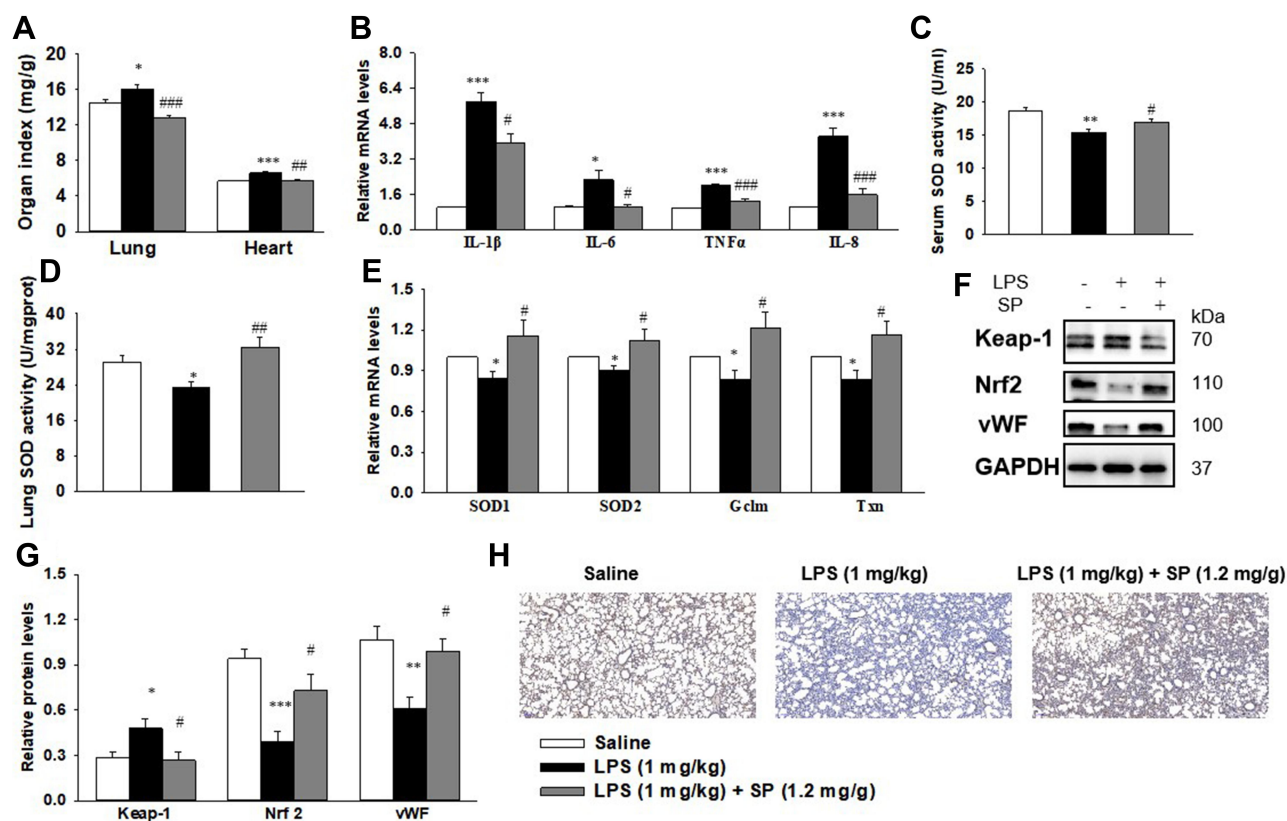 A
Organ index (mg/g)
20
16
12
8
4
0
*
###
***
##
Lung
Heart
B
Relative mRNA levels
8.0
6.4
4.8
3.2
1.6
0.0
***
#
*
#
***
###
***
###
IL-1β
IL-6
TNFα
IL-8
C
Serum SOD activity (U/ml)
25
20
15
10
5
0
**
#
D
Lung SOD activity (U/mgprot)
40
32
24
16
8
0
*
##
E
Relative mRNA levels
1.5
1.2
0.9
0.6
0.3
0.0
*
#
*
#
*
#
*
#
SOD1
SOD2
Gclm
Txn
F
LPS - + +
SP - - +
kDa
Keap-1 70
Nrf2 110
vWF 100
GAPDH 37
G
Relative protein levels
1.5
1.2
0.9
0.6
0.3
0.0
*
#
***
#
**
#
Keap-1
Nrf 2
vWF
H
Saline
LPS (1 mg/kg)
LPS (1 mg/kg) + SP (1.2 mg/g)
Saline
LPS (1 mg/kg)
LPS (1 mg/kg) + SP (1.2 mg/g)